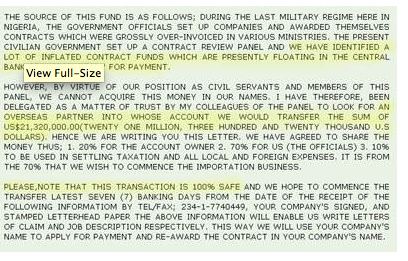 THE SOURCE OF THIS FUND IS AS FOLLOWS; DURING THE LAST MILITARY REGIME HERE IN
NIGERIA, THE GOVERNMENT OFFICIALS SET UP COMPANIES AND AWARDED THEMSELVES
CONTRACTS WHICH WERE GROSSLY OVER-INVOICED IN VARIOUS MINISTRIES. THE PRESENT
CIVILIAN GOVERNMENT SET UP A CONTRACT REVIEW PANEL AND WE HAVE IDENTIFIED A
LOT OF INFLATED CONTRACT FUNDS WHICH ARE PRESENTLY FLOATING IN THE CENTRAL
BAN FOR PAYMENT.
View Full-Size
HOWEVER, BY VIRTUE OF OUR POSITION AS CIVIL SERVANTS AND MEMBERS OF THIS
PANEL, WE CANNOT ACQUIRE THIS MONEY IN OUR NAMES. I HAVE THEREFORE, BEEN
DELEGATED AS A MATTER OF TRUST BY MY COLLEAGUES OF THE PANEL TO LOOK FOR AN
OVERSEAS PARTNER INTO WHOSE ACCOUNT WE WOULD TRANSFER THE SUM OF
US$21,320,000.00(TWENTY ONE MILLION, THREE HUNDRED AND TWENTY THOUSAND U.S
DOLLARS). HENCE WE ARE WRITING YOU THIS LETTER. WE HAVE AGREED TO SHARE THE
MONEY THUS; 1. 20% FOR THE ACCOUNT OWNER 2. 70% FOR US (THE OFFICIALS) 3. 10%
TO BE USED IN SETTLING TAXATION AND ALL LOCAL AND FOREIGN EXPENSES. IT IS FROM
THE 70% THAT WE WISH TO COMMENCE THE IMPORTATION BUSINESS.
PLEASE,NOTE THAT THIS TRANSACTION IS 100% SAFE AND WE HOPE TO COMMENCE THE
TRANSFER LATEST SEVEN (7) BANKING DAYS FROM THE DATE OF THE RECEIPT OF THE
FOLLOWING INFORMATIOM BY TEL/FAX; 234-1-7740449, YOUR COMPANY'S SIGNED, AND
STAMPED LETTERHEAD PAPER THE ABOVE INFORMATION WILL ENABLE US WRITE LETTERS
OF CLAIM AND JOB DESCRIPTION RESPECTIVELY. THIS WAY WE WILL USE YOUR COMPANY'S
NAME TO APPLY FOR PAYMENT AND RE-AWARD THE CONTRACT IN YOUR COMPANY'S NAME.